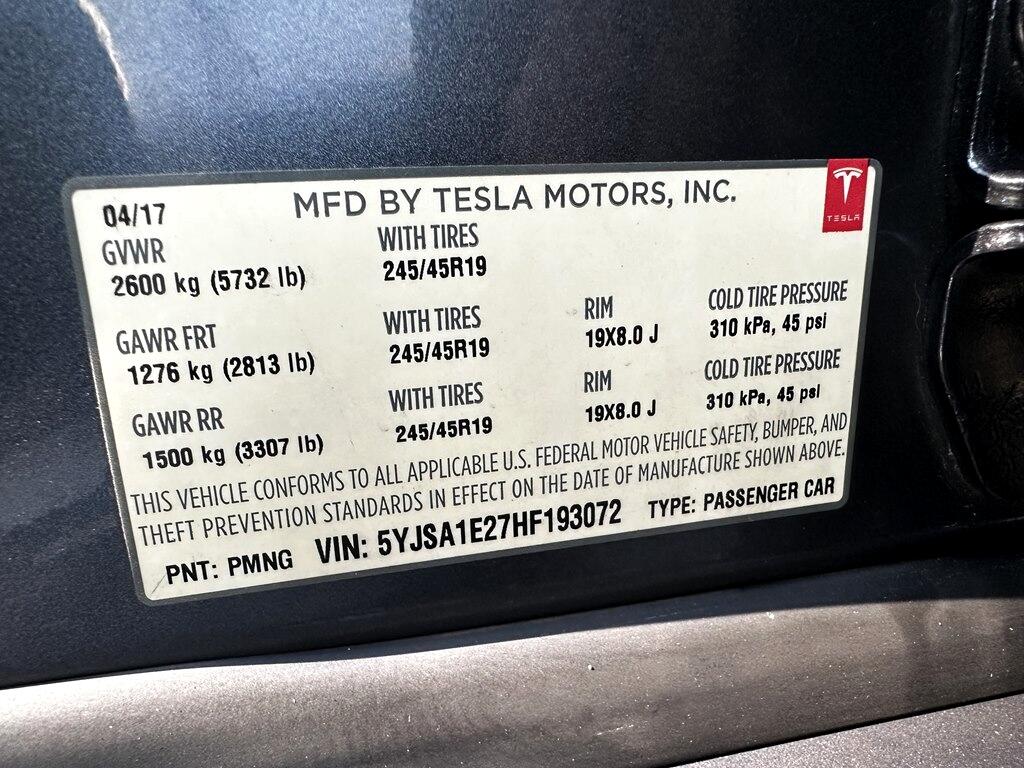 04/17 MFD BY TESLA MOTORS, INC.
TESLA
GVWR WITH TIRES
2600 kg (5732 lb) 245/45R19
GAWR FRT WITH TIRES RIM COLD TIRE PRESSURE
1276 kg (2813 lb) 245/45R19 19X8.0 J 310 kPa, 45 psi
GAWR RR WITH TIRES RIM COLD TIRE PRESSURE
1500 kg (3307 lb) 245/45R19 19X8.0 J 310 kPa, 45 psi
THIS VEHICLE CONFORMS TO ALL APPLICABLE U.S. FEDERAL MOTOR VEHICLE SAFETY, BUMPER, AND
THEFT PREVENTION STANDARDS IN EFFECT ON THE DATE OF MANUFACTURE SHOWN ABOVE.
PNT: PMNG VIN: 5YJSA1E27HF193072 TYPE: PASSENGER CAR